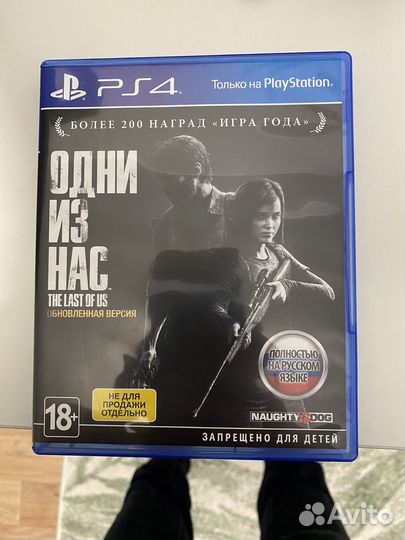 PS4
Только на PlayStation®
БОЛЕЕ 200 НАГРАД «ИГРА ГОДА»
ОДНИ
ИЗ
НАС
THE LAST OF US
ОБНОВЛЕННАЯ ВЕРСИЯ
ПОЛНОСТЬЮ
НА РУССКОМ
ЯЗЫКЕ
НЕ ДЛЯ
ПРОДАЖИ
ОТДЕЛЬНО
18+
NAUGHTY DOG
ЗАПРЕЩЕНО ДЛЯ ДЕТЕЙ
Avito